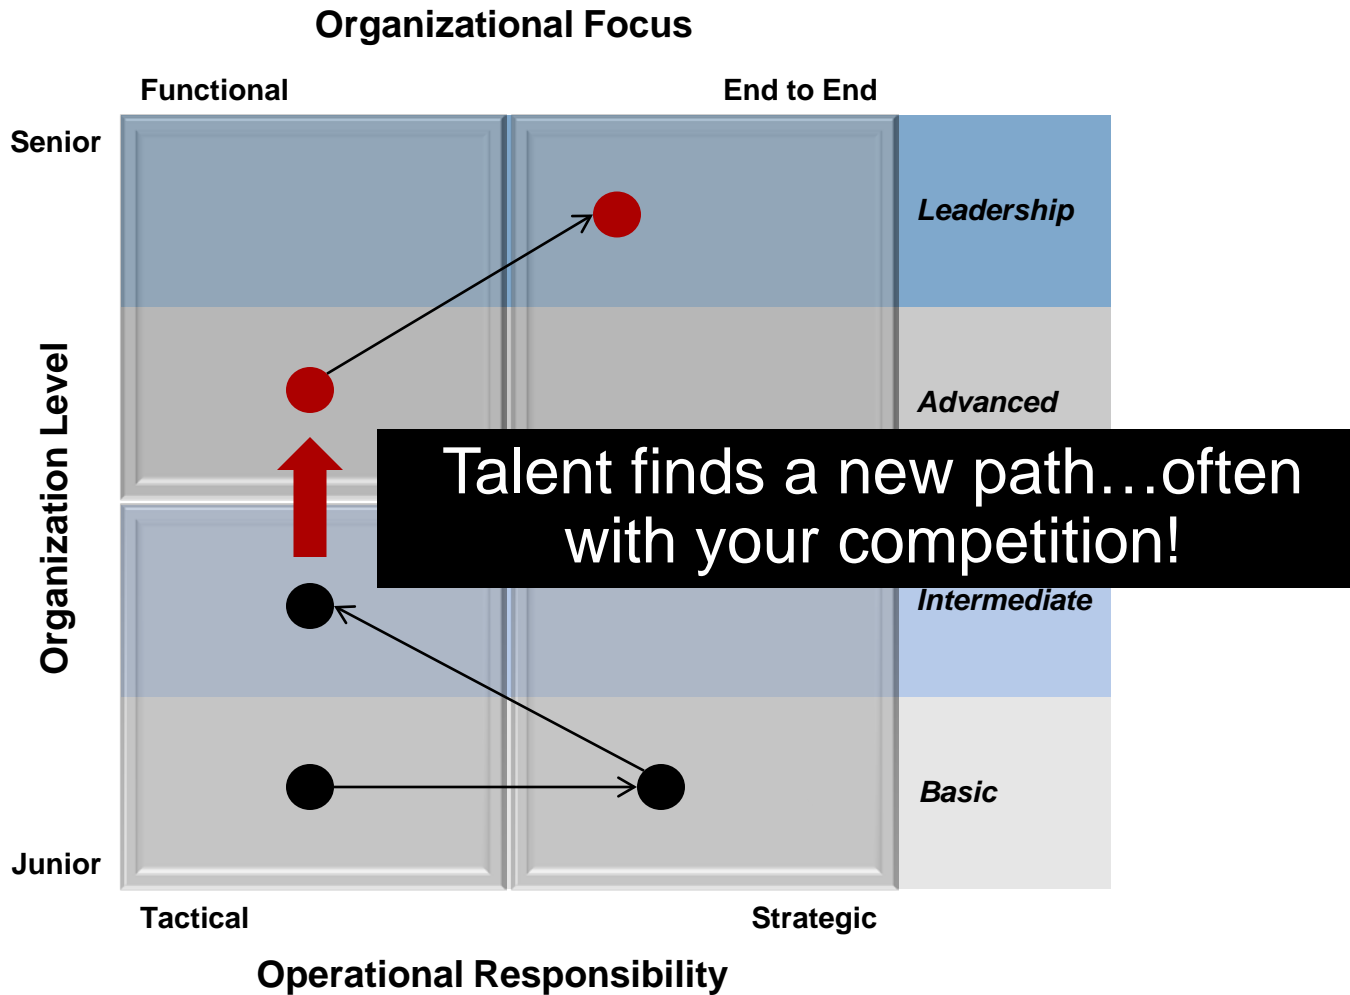 Organizational Focus
Functional
End to End
Senior
Leadership
Advanced
Organization Level
Talent finds a new path…often
with your competition!
Intermediate
Basic
Junior
Tactical
Strategic
Operational Responsibility